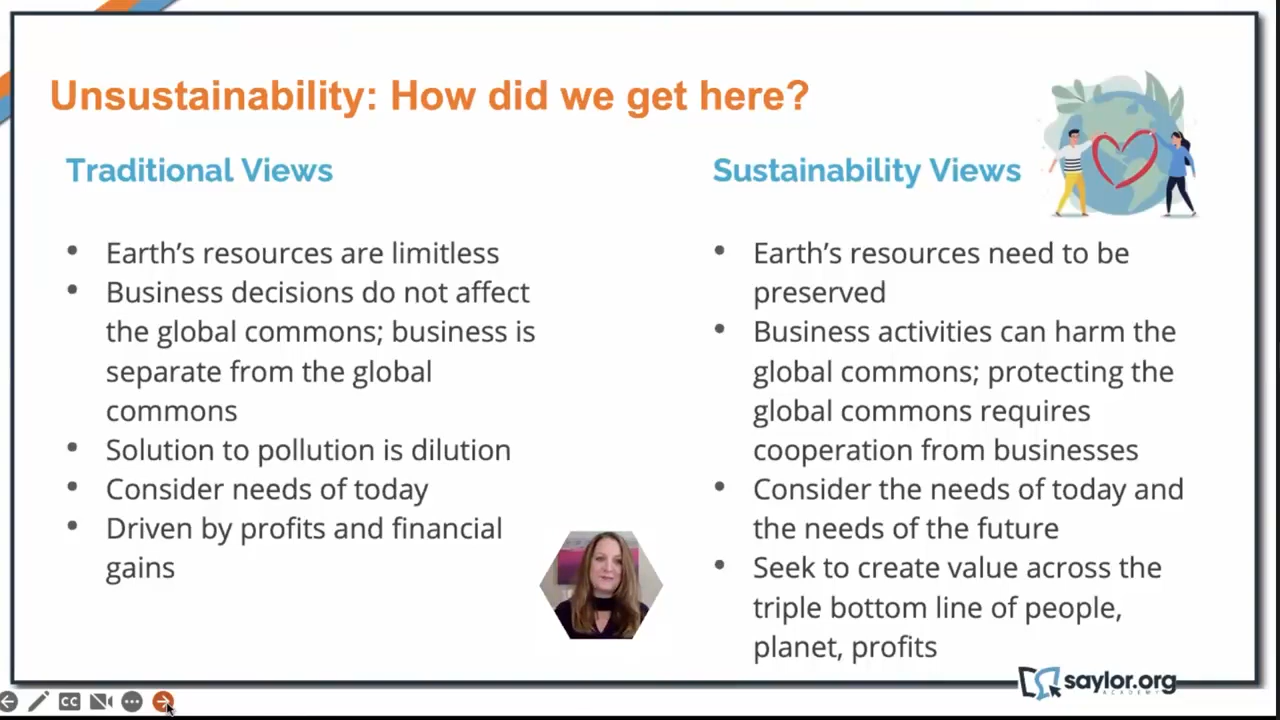 Unsustainability: How did we get here?
Traditional Views
• Earth’s resources are limitless
• Business decisions do not affect
the global commons; business is
separate from the global
commons
• Solution to pollution is dilution
• Consider needs of today
• Driven by profits and financial
gains
Sustainability Views
• Earth’s resources need to be
preserved
• Business activities can harm the
global commons; protecting the
global commons requires
cooperation from businesses
• Consider the needs of today and
the needs of the future
• Seek to create value across the
triple bottom line of people,
planet, profits
saylor.org
ACADEMY
CC